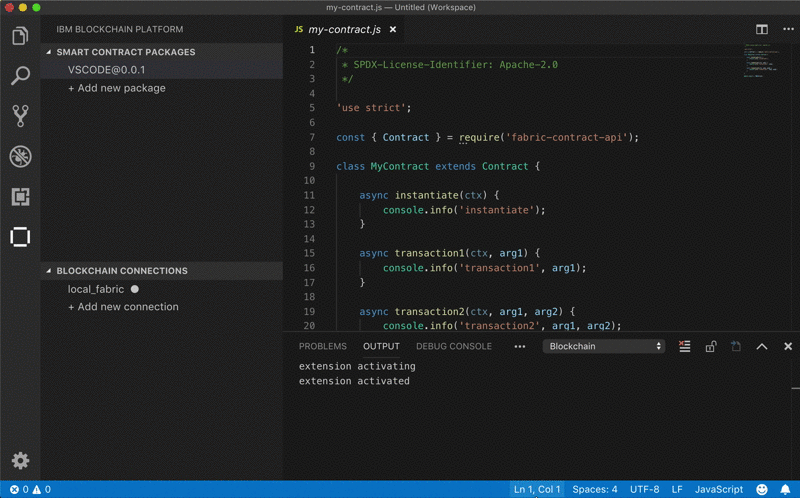 my-contract.js — Untitled (Workspace)
IBM BLOCKCHAIN PLATFORM
SMART CONTRACT PACKAGES
VSCODE@0.0.1
+ Add new package
BLOCKCHAIN CONNECTIONS
local_fabric
+ Add new connection
JS my-contract.js
1 /*
2 * SPDX-License-Identifier: Apache-2.0
3 */
4
5 'use strict';
6
7 const { Contract } = require('fabric-contract-api');
8
9 class MyContract extends Contract {
10
11 async instantiate(ctx) {
12 console.info('instantiate');
13 }
14
15 async transaction1(ctx, arg1) {
16 console.info('transaction1', arg1);
17 }
18
19 async transaction2(ctx, arg1, arg2) {
20 console.info('transaction2', arg1, arg2);
PROBLEMS OUTPUT DEBUG CONSOLE ••• Blockchain
extension activating
extension activated
0 0 Ln 1, Col 1 Spaces: 4 UTF-8 LF JavaScript